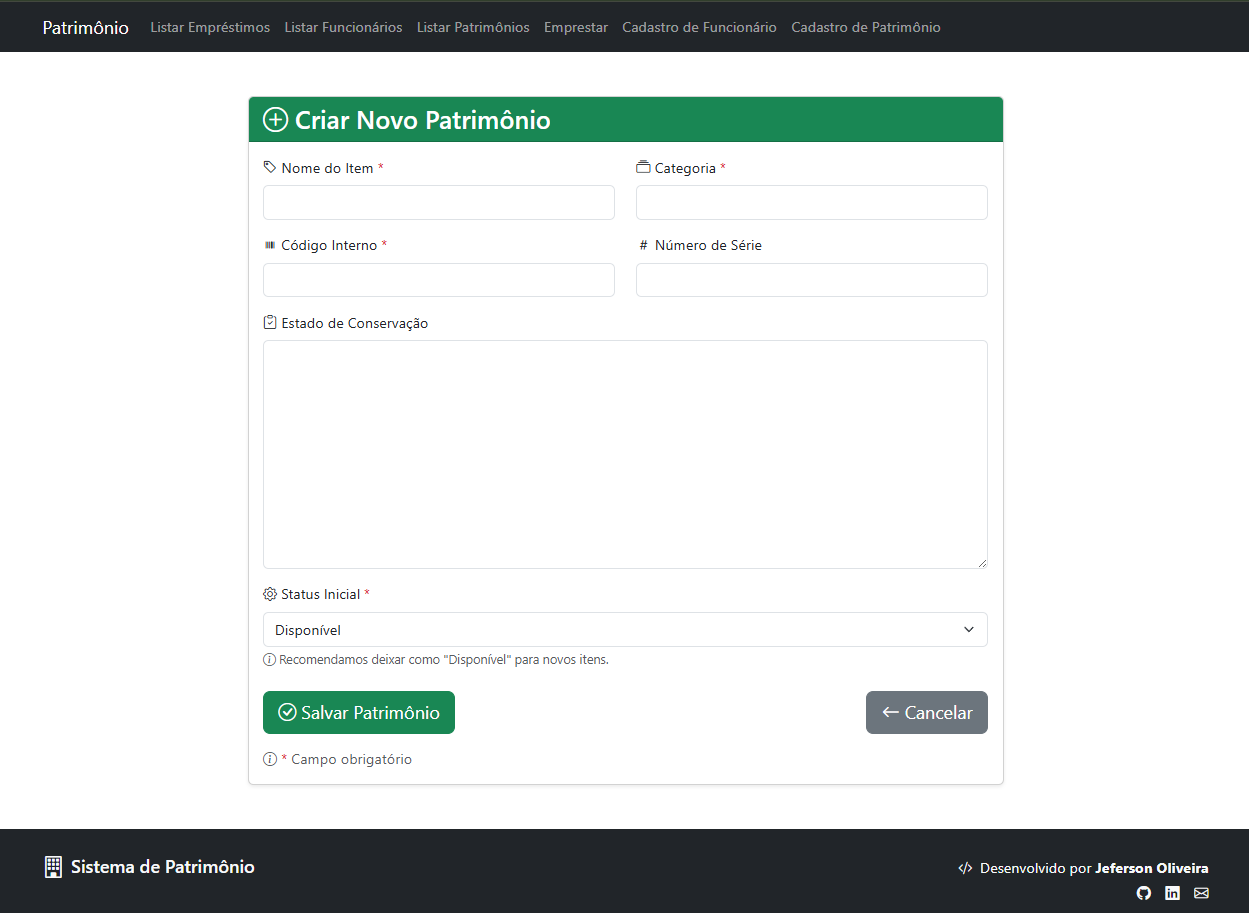 Patrimônio Listar Empréstimos Listar Funcionários Listar Patrimônios Emprestar Cadastro de Funcionário Cadastro de Patrimônio
Criar Novo Patrimônio
Nome do Item *
Categoria *
Código Interno *
# Número de Série
Estado de Conservação
Status Inicial *
Disponível
Recomendamos deixar como "Disponível" para novos itens.
Salvar Patrimônio
Cancelar
* Campo obrigatório
Sistema de Patrimônio
</> Desenvolvido por Jeferson Oliveira